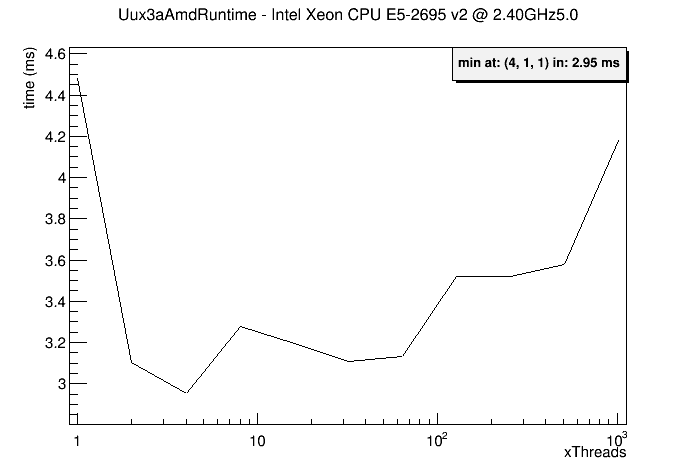 Uux3aAmdRuntime - Intel Xeon CPU E5-2695 v2 @ 2.40GHz5.0
time (ms)
min at: (4, 1, 1) in: 2.95 ms
4.6
4.4
4.2
4
3.8
3.6
3.4
3.2
3
1 10 10² 10³
xThreads